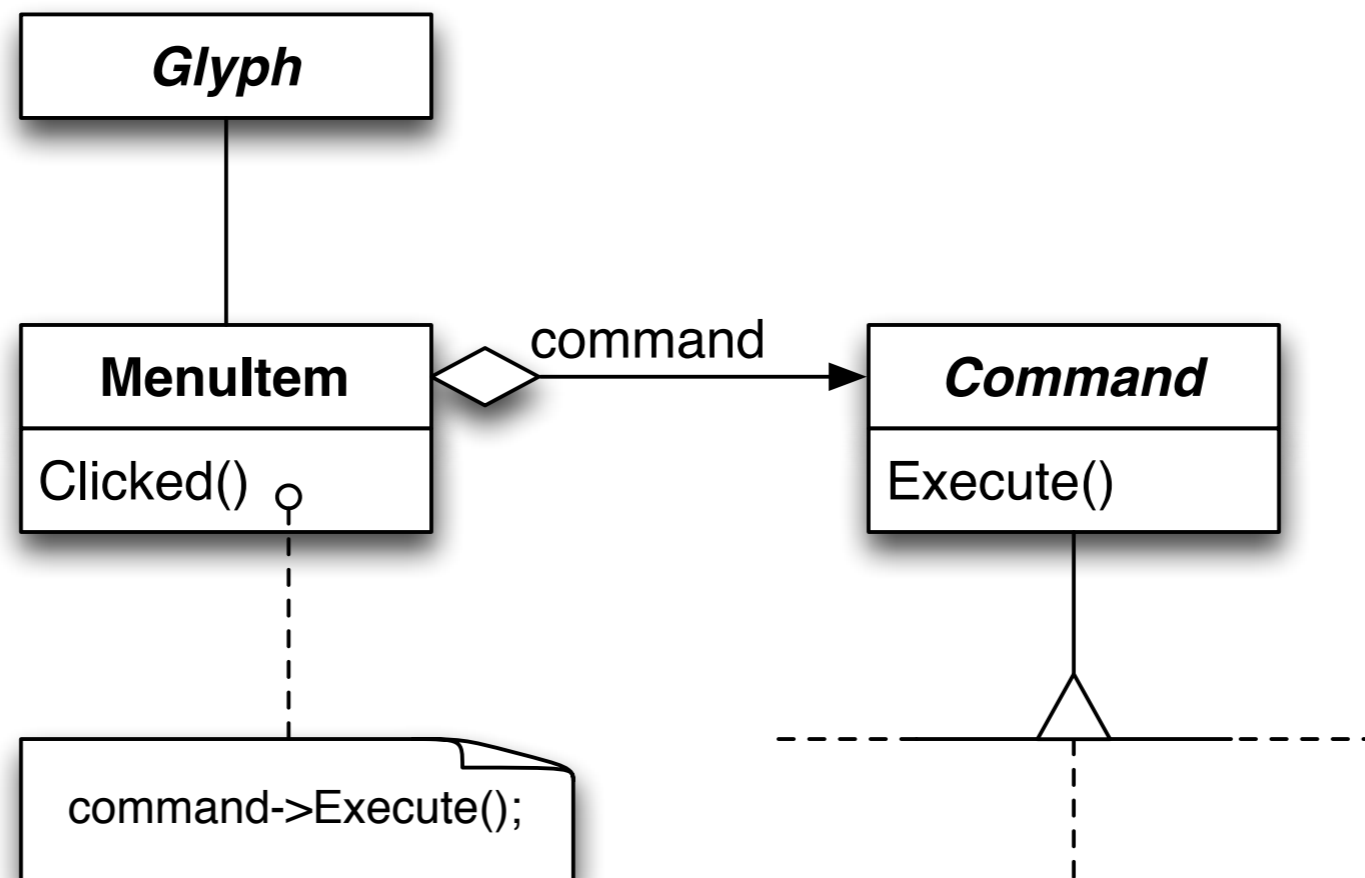 Glyph
MenuItem
command
Command
Clicked()
Execute()
command->Execute();